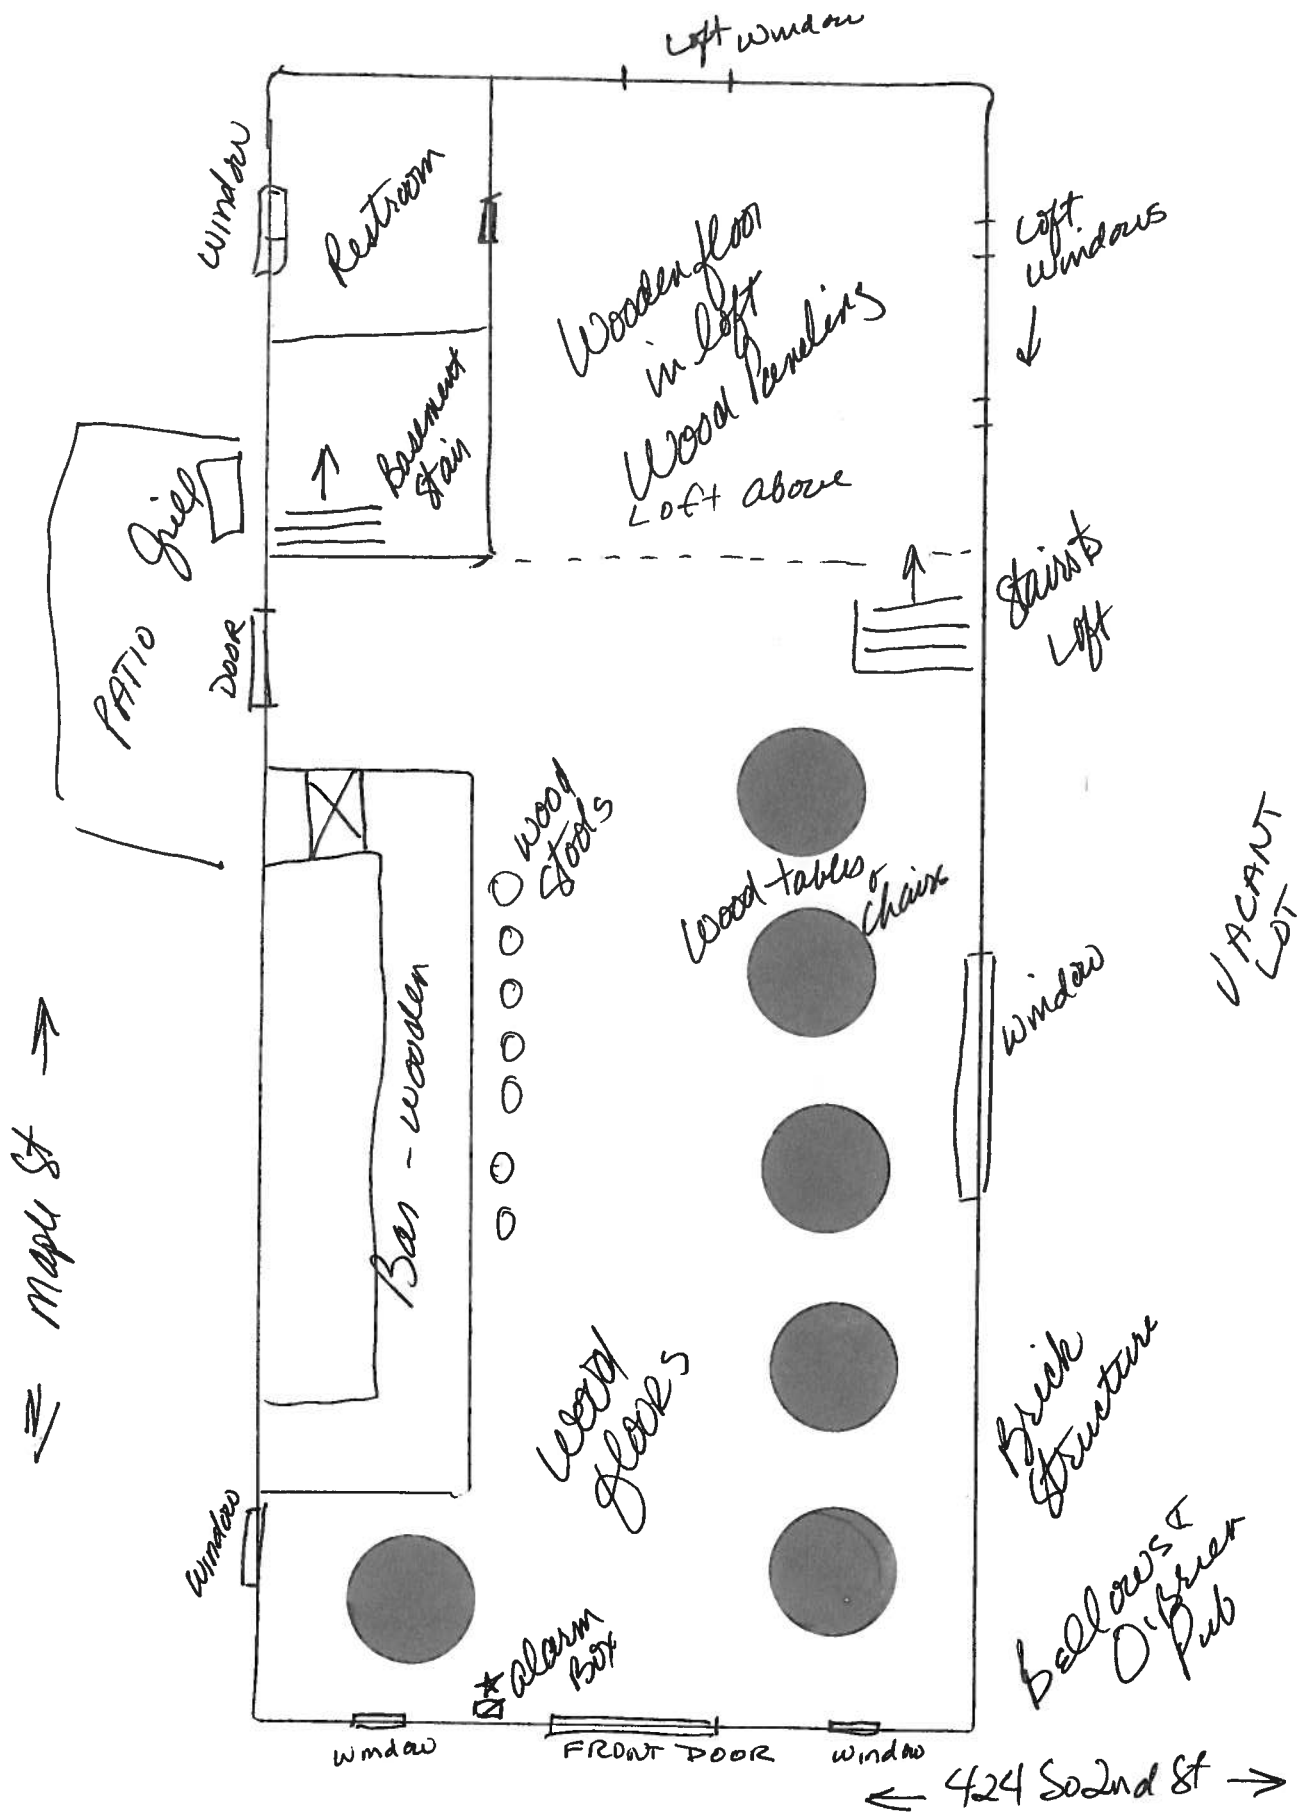 Loft Window
Window
Restroom
Wooden floor
in loft
Wood Paneling
Loft Above
Loft
Windows
Basement
Stair
Grill
PATIO
DOOR
Stairs to
Loft
Wood
Stools
Wood tables &
chairs
VACANT
LOT
Window
Bar - Wooden
Maple St
Wood
floors
Brick
Structure
Bellows &
O'Brien
Pub
Window
Alarm
Box
Window
FRONT DOOR
Window
424 So 2nd St